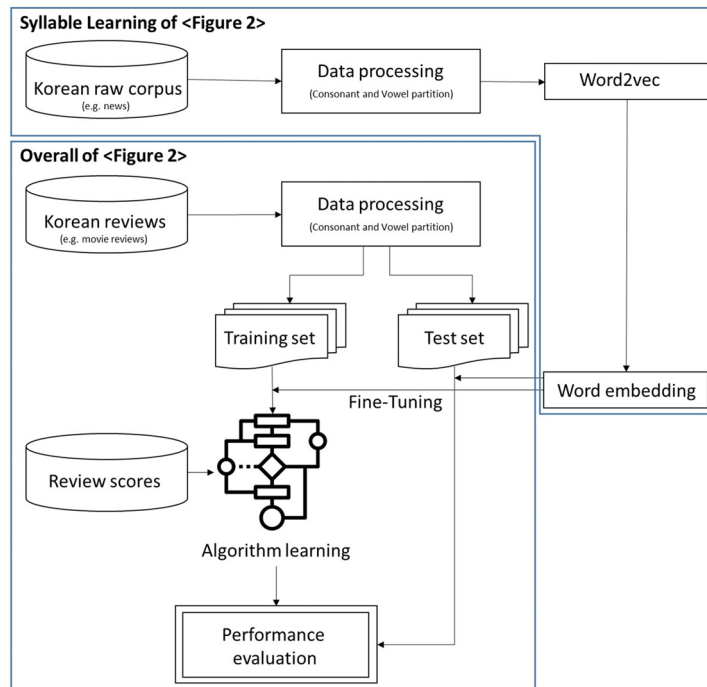 Syllable Learning of <Figure 2>
Korean raw corpus
(e.g. news)
Data processing
(Consonant and Vowel partition)
Word2vec
Overall of <Figure 2>
Korean reviews
(e.g. movie reviews)
Data processing
(Consonant and Vowel partition)
Training set
Test set
Word embedding
Fine-Tuning
Review scores
Algorithm learning
Performance
evaluation